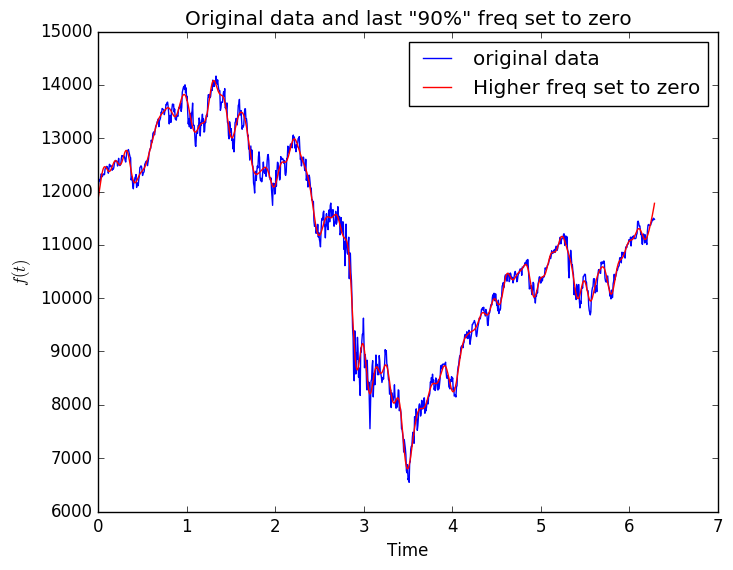 Original data and last "90%" freq set to zero
original data
Higher freq set to zero
15000
14000
13000
12000
11000
10000
9000
8000
7000
6000
f(t)
0 1 2 3 4 5 6 7
Time